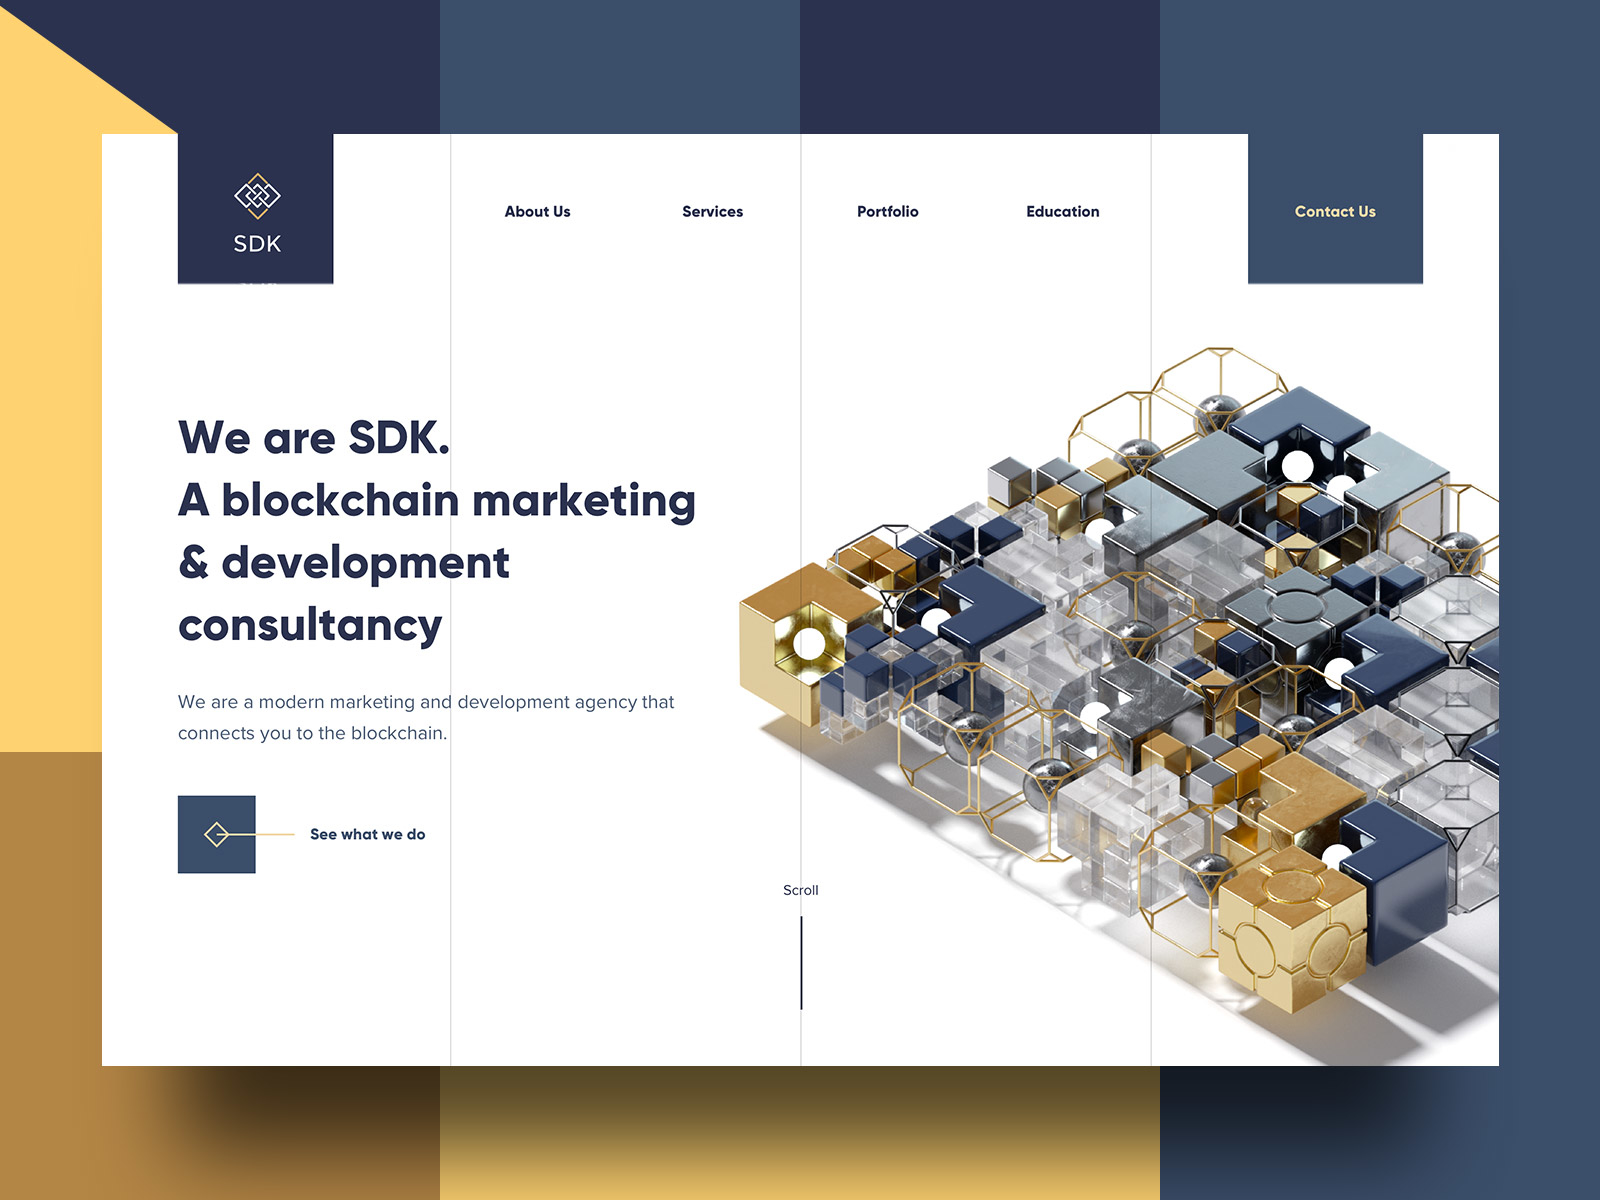 SDK
About Us
Services
Portfolio
Education
Contact Us
We are SDK.
A blockchain marketing
& development
consultancy
We are a modern marketing and development agency that
connects you to the blockchain.
See what we do
Scroll